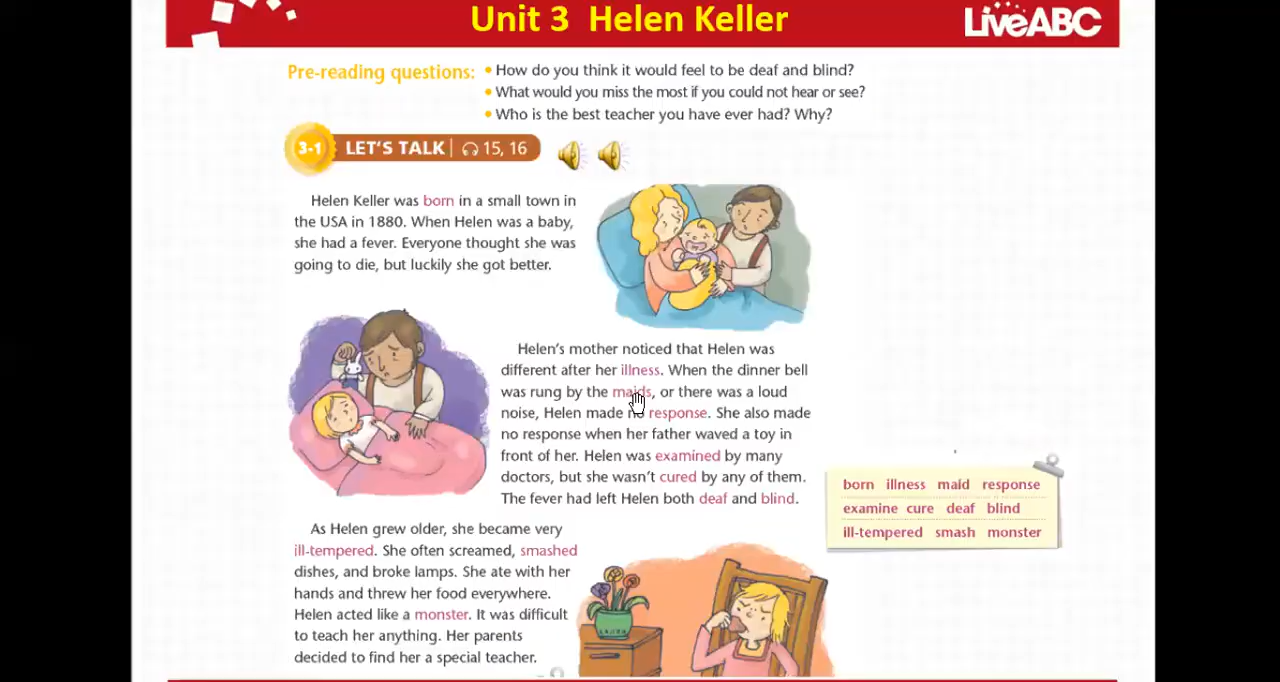 Unit 3 Helen Keller
LiveABC
Pre-reading questions:
• How do you think it would feel to be deaf and blind?
• What would you miss the most if you could not hear or see?
• Who is the best teacher you have ever had? Why?
3-1 LET'S TALK | 15, 16
Helen Keller was born in a small town in
the USA in 1880. When Helen was a baby,
she had a fever. Everyone thought she was
going to die, but luckily she got better.
Helen's mother noticed that Helen was
different after her illness. When the dinner bell
was rung by the maids, or there was a loud
noise, Helen made no response. She also made
no response when her father waved a toy in
front of her. Helen was examined by many
doctors, but she wasn't cured by any of them.
The fever had left Helen both deaf and blind.
As Helen grew older, she became very
ill-tempered. She often screamed, smashed
dishes, and broke lamps. She ate with her
hands and threw her food everywhere.
Helen acted like a monster. It was difficult
to teach her anything. Her parents
decided to find her a special teacher.
born illness maid response
examine cure deaf blind
ill-tempered smash monster